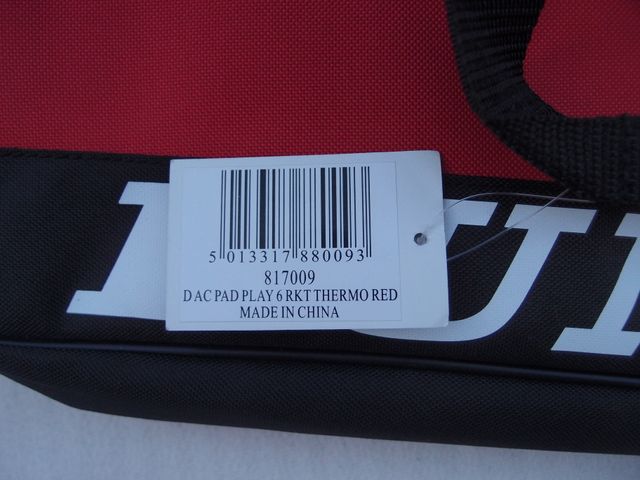 5 013317 880093
817009
D AC PAD PLAY 6 RKT THERMO RED
MADE IN CHINA